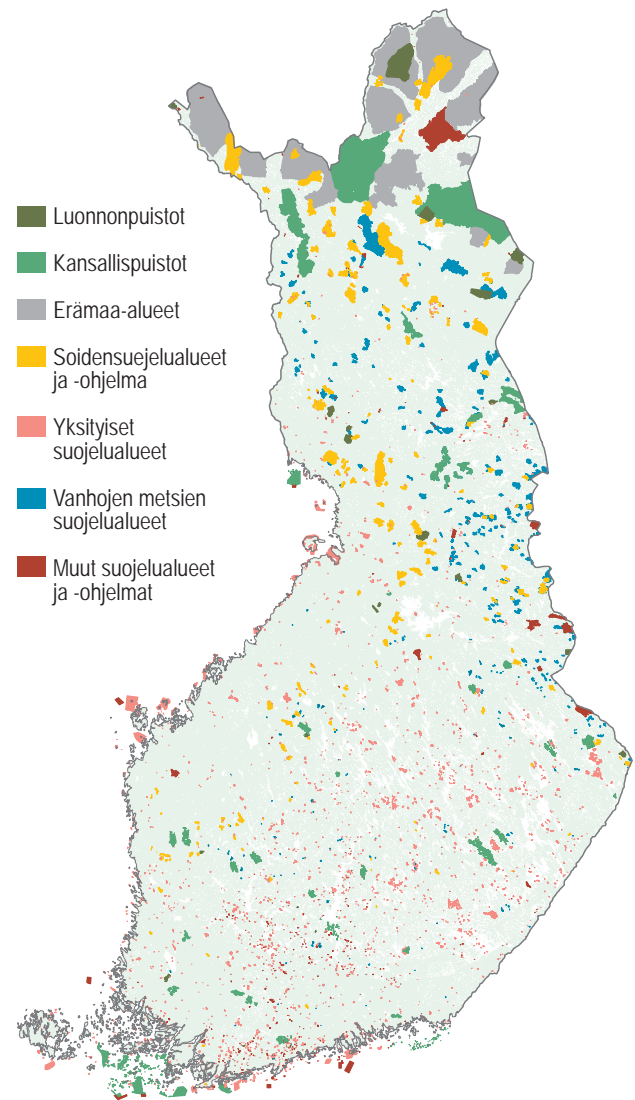 Luonnonpuistot
Kansallispuistot
Erämaa-alueet
Soidensuejelualueet
ja -ohjelma
Yksityiset
suojelualueet
Vanhojen metsien
suojelualueet
Muut suojelualueet
ja -ohjelmat